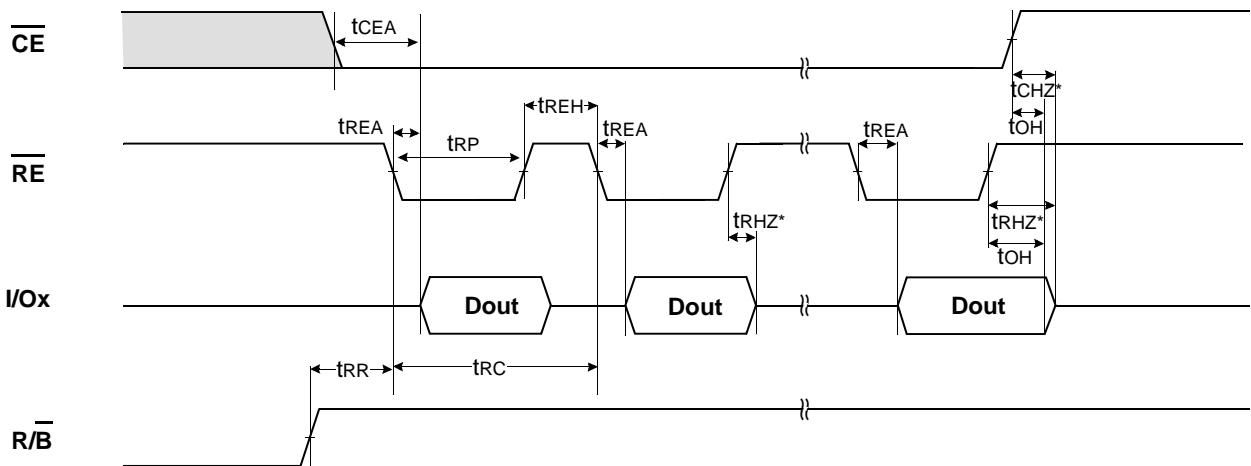 CE
tCEA
tCHZ*
tOH
tREH
tREA
tREA
tREA
tRP
RE
tRHZ*
tRHZ*
tOH
I/Ox
Dout
Dout
Dout
tRR
tRC
R/B